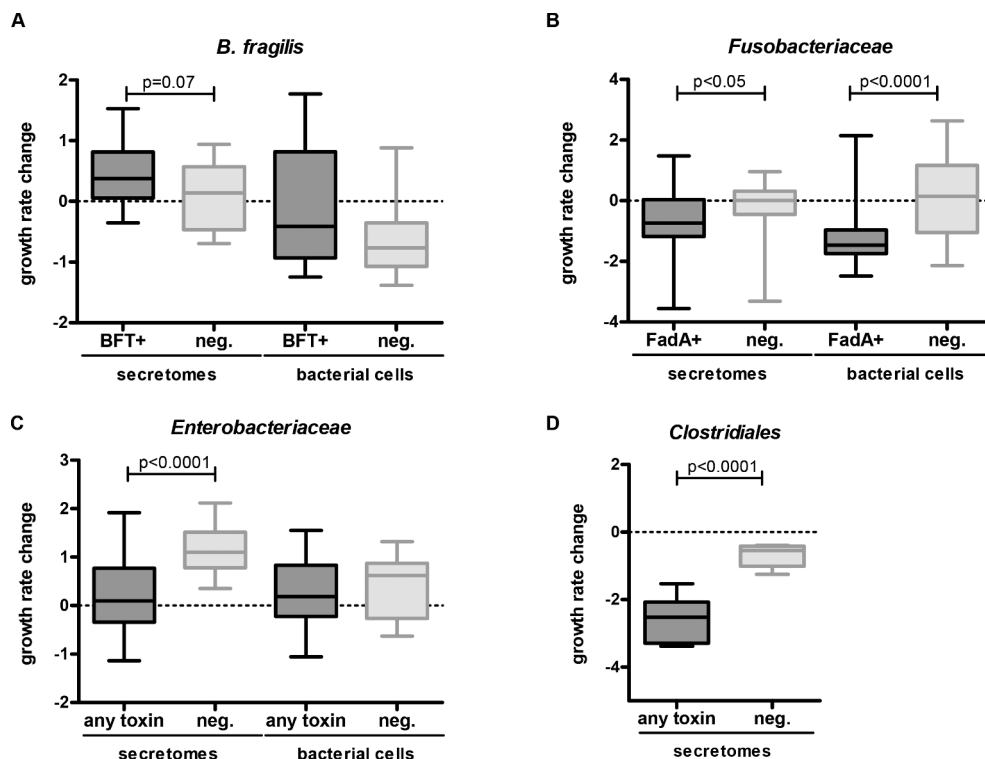 A
B. fragilis
2
1
0
-1
-2
growth rate change
p=0.07
BFT+ neg. BFT+ neg.
secretomes bacterial cells
B
Fusobacteriaceae
4
2
0
-2
-4
growth rate change
p<0.05 p<0.0001
FadA+ neg. FadA+ neg.
secretomes bacterial cells
C
Enterobacteriaceae
3
2
1
0
-1
-2
growth rate change
p<0.0001
any toxin neg. any toxin neg.
secretomes bacterial cells
D
Clostridiales
2
0
-2
-4
growth rate change
p<0.0001
any toxin neg.
secretomes